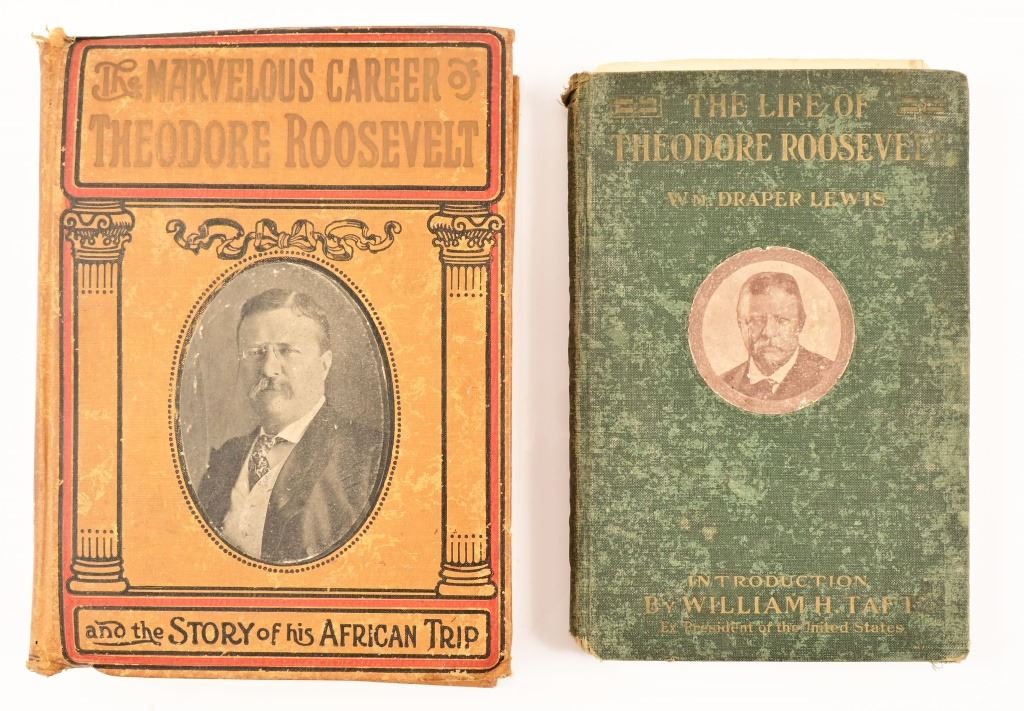 The MARVELOUS CAREER of
THEODORE ROOSEVELT
and the STORY of his AFRICAN TRIP
THE LIFE OF
THEODORE ROOSEVEL
WM. DRAPER LEWIS
INTRODUCTION
BY WILLIAM H. TAFT
Ex President of the United States